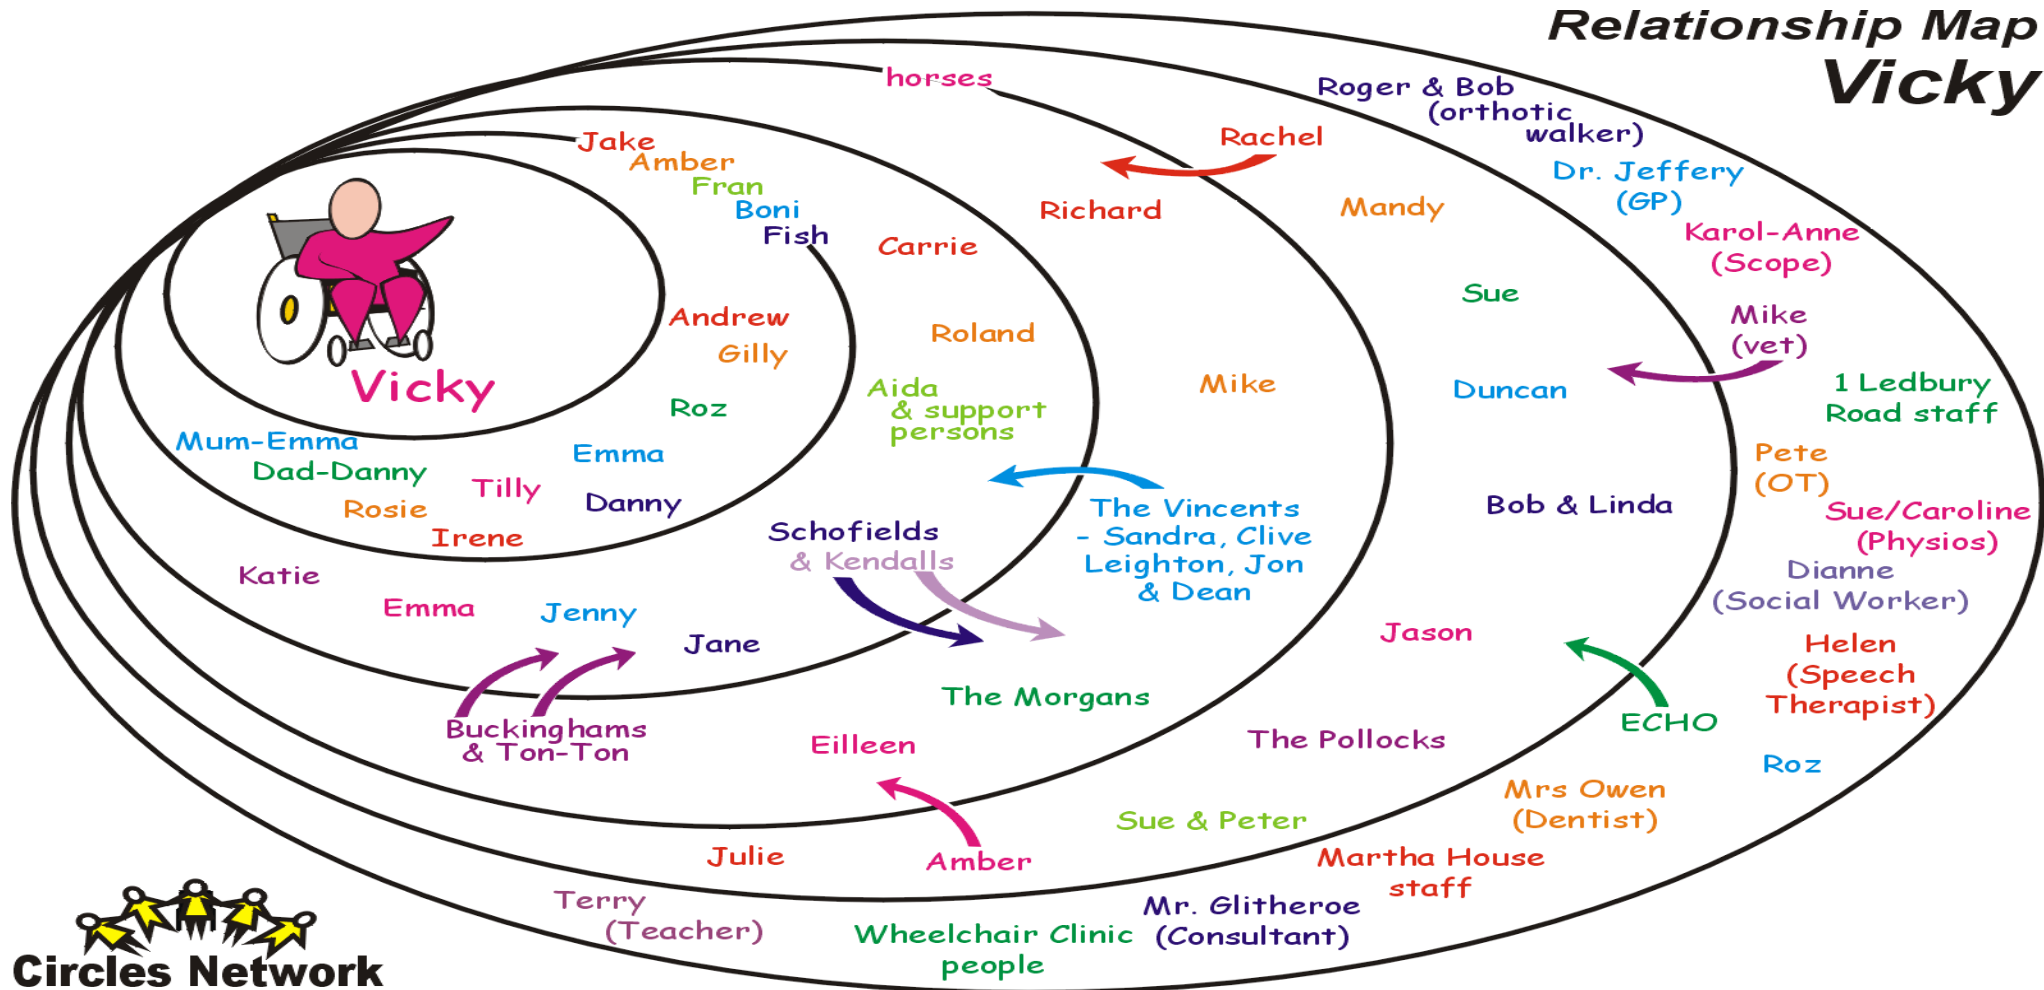 Relationship Map
Vicky
horses
Roger & Bob
(orthotic
walker)
Rachel
Jake
Amber
Fran
Boni
Fish
Dr. Jeffery
(GP)
Richard
Mandy
Carrie
Karol-Anne
(Scope)
Sue
Andrew
Gilly
Roland
Mike
(vet)
Vicky
Aida
& support
persons
Mike
Duncan
1 Ledbury
Road staff
Roz
Mum-Emma
Dad-Danny
Rosie
Irene
Tilly
Emma
Danny
Pete
(OT)
Schofields
& Kendalls
The Vincents
- Sandra, Clive
Leighton, Jon
& Dean
Bob & Linda
Sue/Caroline
(Physios)
Dianne
(Social Worker)
Katie
Emma
Jenny
Jane
Jason
Helen
(Speech
Therapist)
The Morgans
Buckinghams
& Ton-Ton
Eilleen
The Pollocks
ECHO
Roz
Mrs Owen
(Dentist)
Sue & Peter
Julie
Amber
Martha House
staff
Terry
(Teacher)
Wheelchair Clinic
people
Mr. Glitheroe
(Consultant)
Circles Network